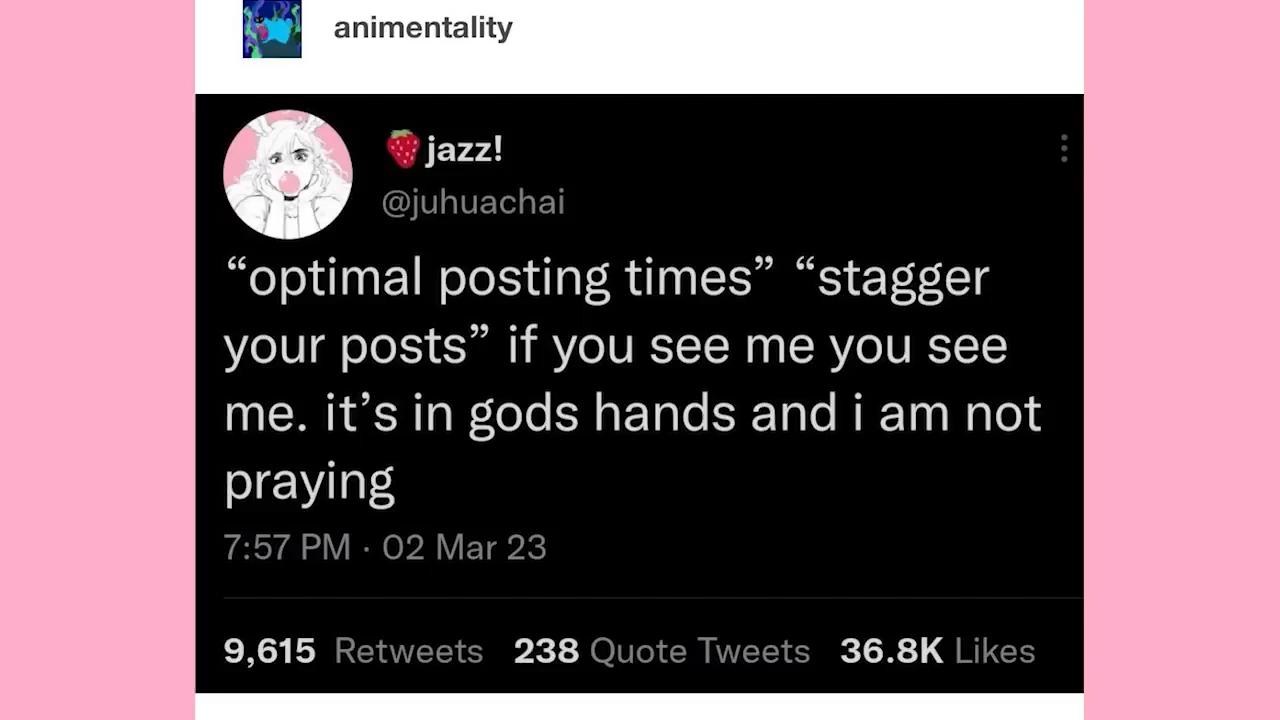 animentality
🍓jazz!
@juhuachai
“optimal posting times” “stagger
your posts” if you see me you see
me. it’s in gods hands and i am not
praying
7:57 PM · 02 Mar 23
9,615 Retweets 238 Quote Tweets 36.8K Likes